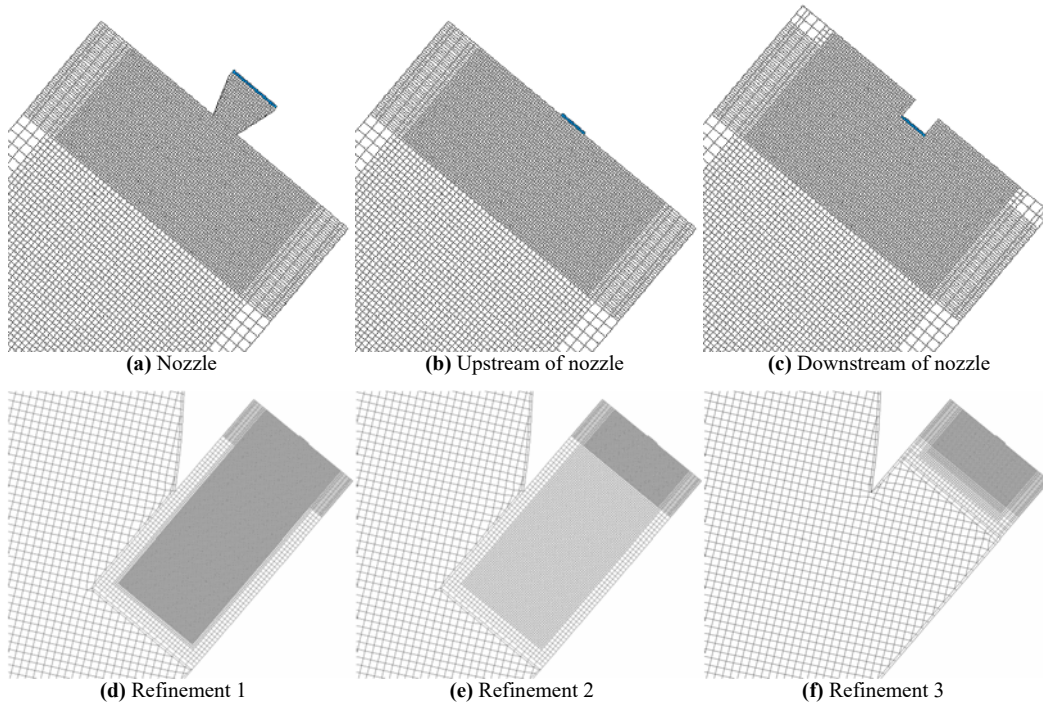 (a) Nozzle
(b) Upstream of nozzle
(c) Downstream of nozzle
(d) Refinement 1
(e) Refinement 2
(f) Refinement 3